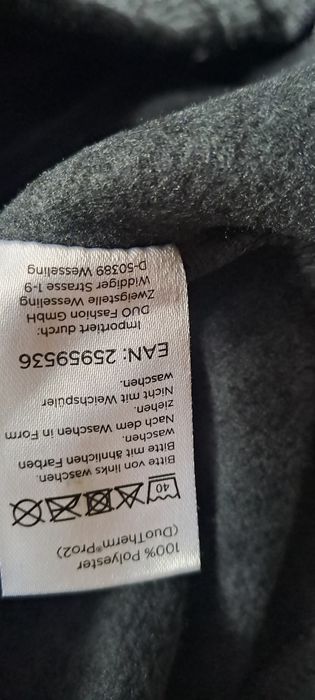 100% Polyester
(DuoTherm®Pro2)
40
Bitte von links waschen.
Bitte mit ähnlichen Farben
waschen.
Nach dem Waschen in Form
ziehen.
Nicht mit Weichspüler
waschen.
EAN: 25959536
Importiert durch:
DUO Fashion GmbH
Zweigstelle Wesseling
Widdiger Strasse 1-9
D-50389 Wesseling